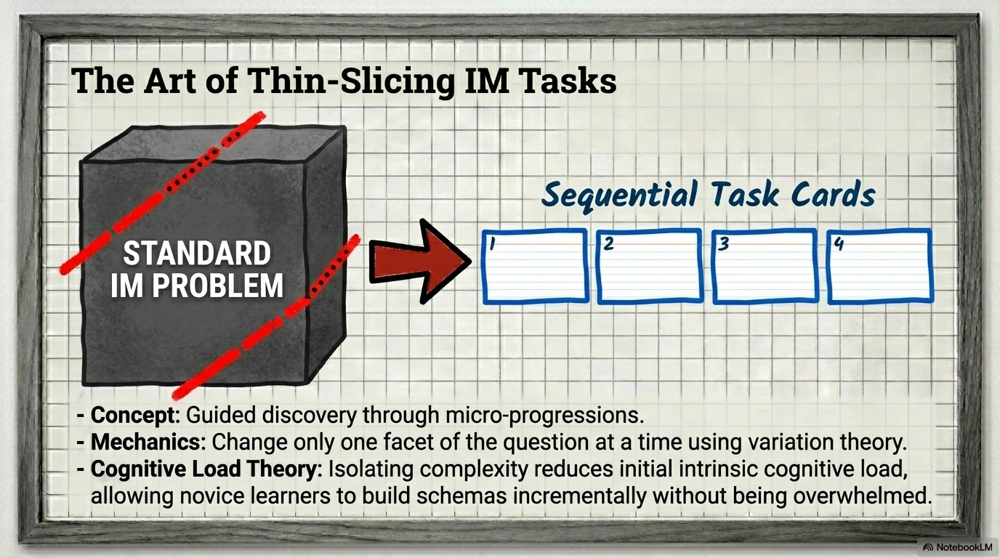 The Art of Thin-Slicing IM Tasks
STANDARD
IM PROBLEM
Sequential Task Cards
1
2
3
4
- Concept: Guided discovery through micro-progressions.
- Mechanics: Change only one facet of the question at a time using variation theory.
- Cognitive Load Theory: Isolating complexity reduces initial intrinsic cognitive load,
allowing novice learners to build schemas incrementally without being overwhelmed.
NotebookLM